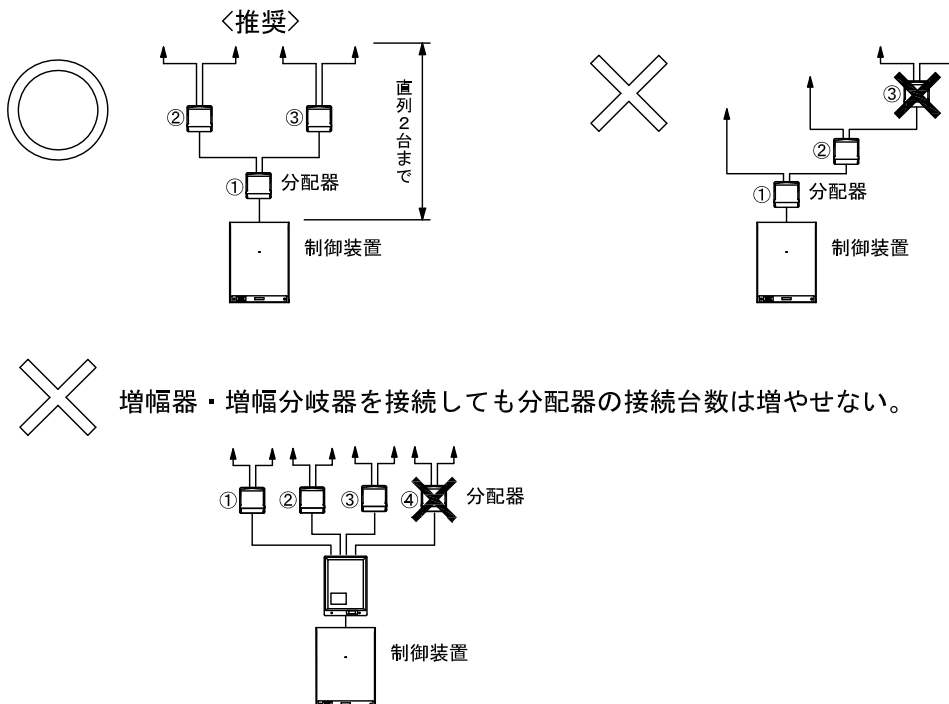 〈推奨〉
②
③
直列2台まで
①
分配器
制御装置
③
②
①
分配器
制御装置
増幅器・増幅分岐器を接続しても分配器の接続台数は増やせない。
①
②
③
④
分配器
制御装置